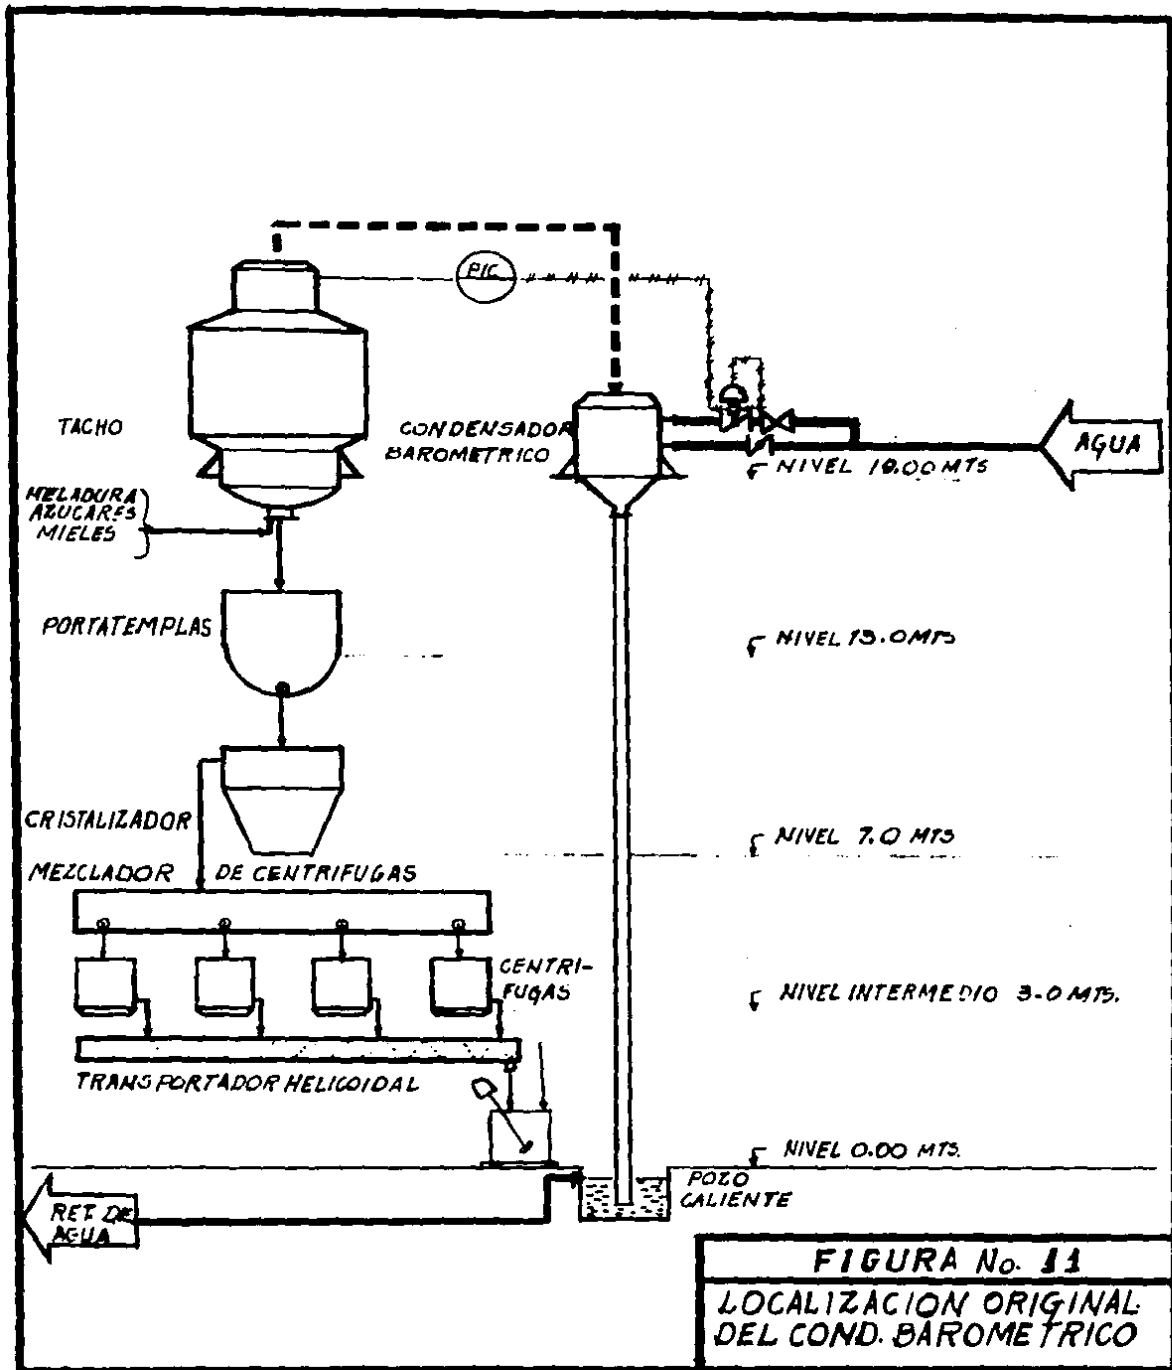 PIC
TACHO
CONDENSADOR
BAROMETRICO
AGUA
NIVEL 19.00 MTS
MELADURA
AZUCARES
MIELES
PORTATEMPLAS
NIVEL 13.0 MTS
CRISTALIZADOR
NIVEL 7.0 MTS
MEZCLADOR DE CENTRIFUGAS
CENTRI-
FUGAS
NIVEL INTERMEDIO 3.0 MTS.
TRANSPORTADOR HELICOIDAL
NIVEL 0.00 MTS.
POZO
CALIENTE
RET. DE
AGUA
FIGURA No. 11
LOCALIZACION ORIGINAL
DEL COND. BAROMETRICO